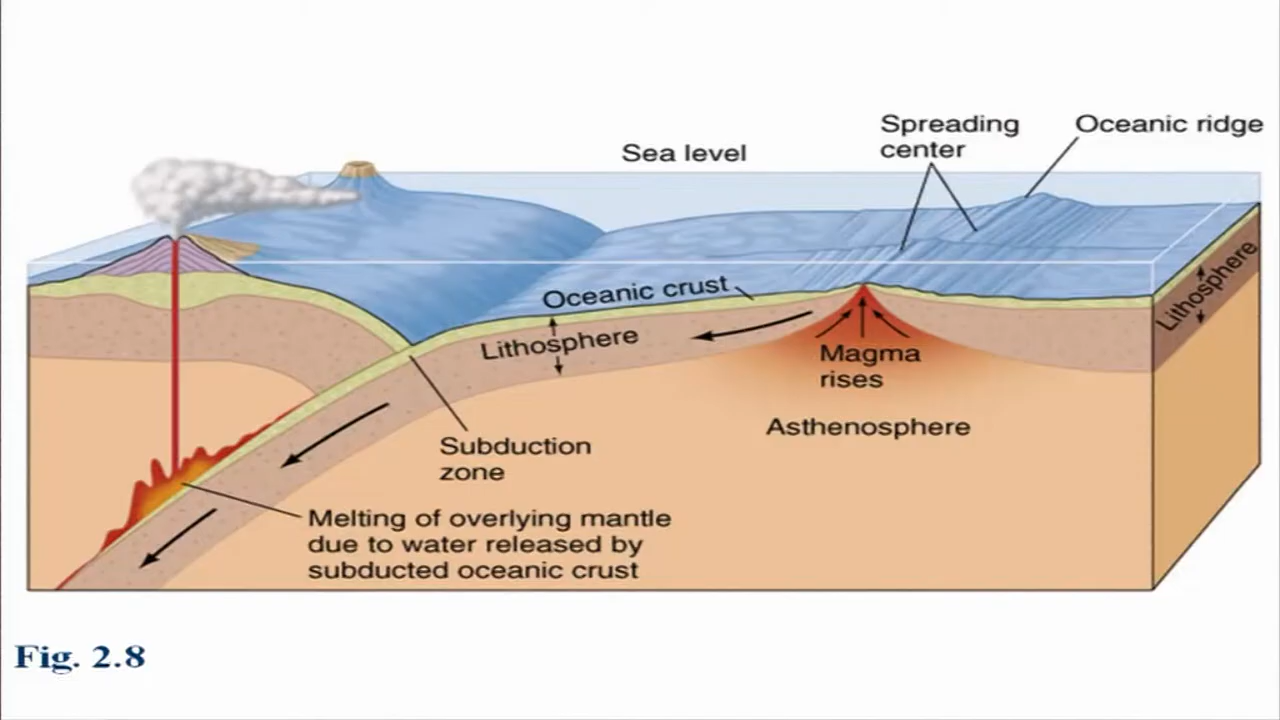 Spreading
center
Oceanic ridge
Sea level
Oceanic crust
Lithosphere
Lithosphere
Magma
rises
Asthenosphere
Subduction
zone
Melting of overlying mantle
due to water released by
subducted oceanic crust
Fig. 2.8